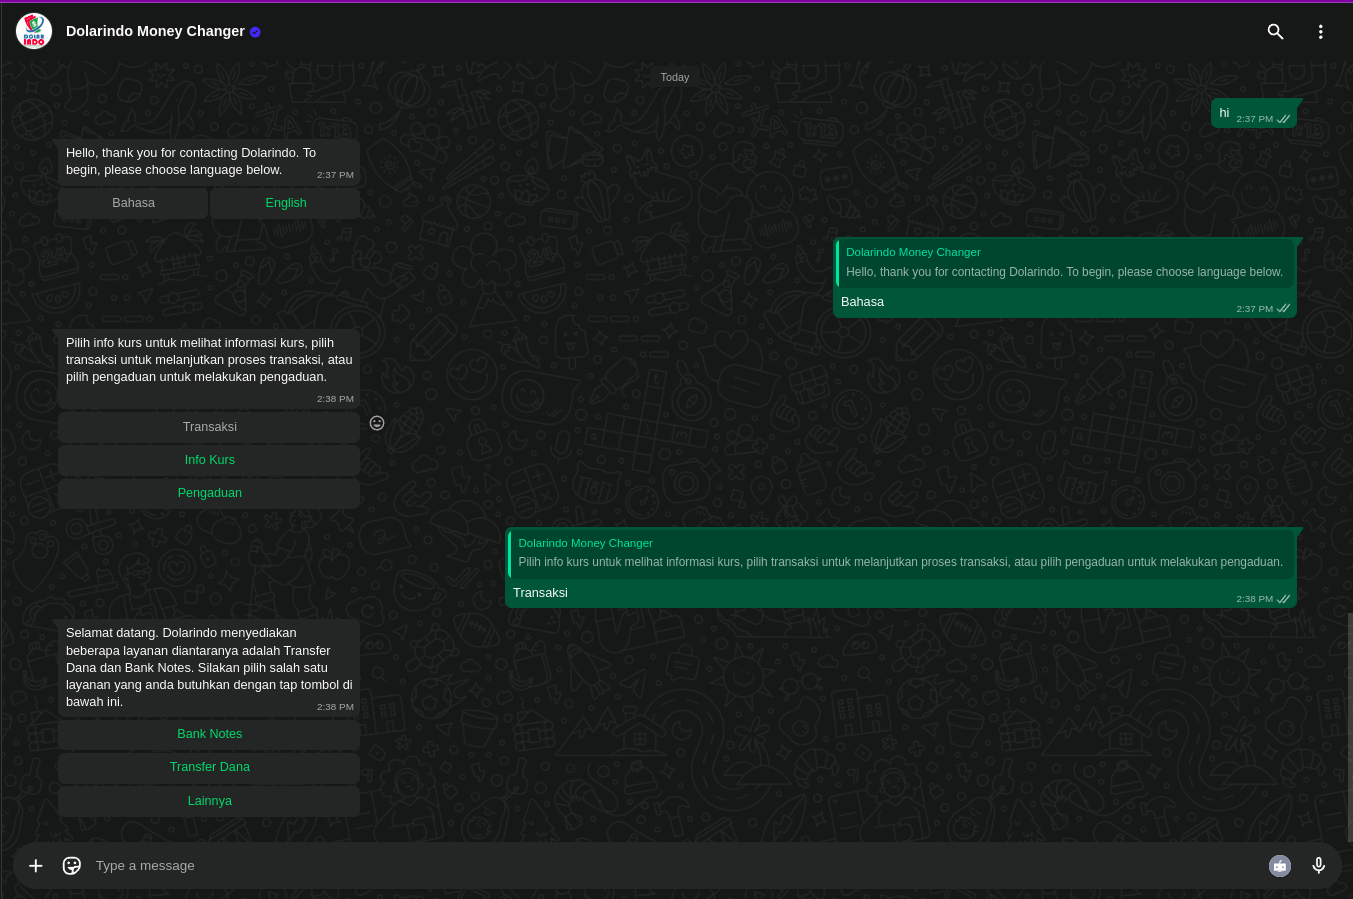 DOLAR
INDO
Dolarindo Money Changer
Today
hi
2:37 PM
Hello, thank you for contacting Dolarindo. To
begin, please choose language below.
2:37 PM
Bahasa
English
Dolarindo Money Changer
Hello, thank you for contacting Dolarindo. To begin, please choose language below.
Bahasa
2:37 PM
Pilih info kurs untuk melihat informasi kurs, pilih
transaksi untuk melanjutkan proses transaksi, atau
pilih pengaduan untuk melakukan pengaduan.
2:38 PM
Transaksi
Info Kurs
Pengaduan
Dolarindo Money Changer
Pilih info kurs untuk melihat informasi kurs, pilih transaksi untuk melanjutkan proses transaksi, atau pilih pengaduan untuk melakukan pengaduan.
Transaksi
2:38 PM
Selamat datang. Dolarindo menyediakan
beberapa layanan diantaranya adalah Transfer
Dana dan Bank Notes. Silakan pilih salah satu
layanan yang anda butuhkan dengan tap tombol di
bawah ini.
2:38 PM
Bank Notes
Transfer Dana
Lainnya
Type a message